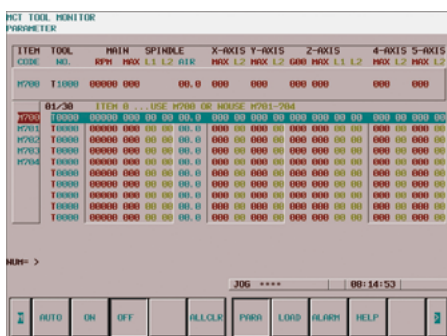 MCT TOOL MONITOR
PARAMETER
ITEM TOOL MAIN SPINDLE X-AXIS Y-AXIS Z-AXIS 4-AXIS 5-AXIS
CODE NO. RPM MAX L1 L2 AIR MAX L2 MAX L2 G00 MAX L1 L2 MAX L2 MAX L2
M700 T1000 00000 000 00.0 000 000 000 000 000 000
01/30 ITEM 0 ...USE M700 OR MOUSE M701-704
M700 T0000 00000 000 00 00 00.0 000 00 000 00 000 000 00 00 000 00 000 00
M701 T0000 00000 000 00 00 00.0 000 00 000 00 000 000 00 00 000 00 000 00
M702 T0000 00000 000 00 00 00.0 000 00 000 00 000 000 00 00 000 00 000 00
M703 T0000 00000 000 00 00 00.0 000 00 000 00 000 000 00 00 000 00 000 00
M704 T0000 00000 000 00 00 00.0 000 00 000 00 000 000 00 00 000 00 000 00
T0000 00000 000 00 00 00.0 000 00 000 00 000 000 00 00 000 00 000 00
T0000 00000 000 00 00 00.0 000 00 000 00 000 000 00 00 000 00 000 00
T0000 00000 000 00 00 00.0 000 00 000 00 000 000 00 00 000 00 000 00
T0000 00000 000 00 00 00.0 000 00 000 00 000 000 00 00 000 00 000 00
T0000 00000 000 00 00 00.0 000 00 000 00 000 000 00 00 000 00 000 00
NUM= >
JOG **** 00:14:53
AUTO ON OFF ALLCLR PARA LOAD ALARM HELP